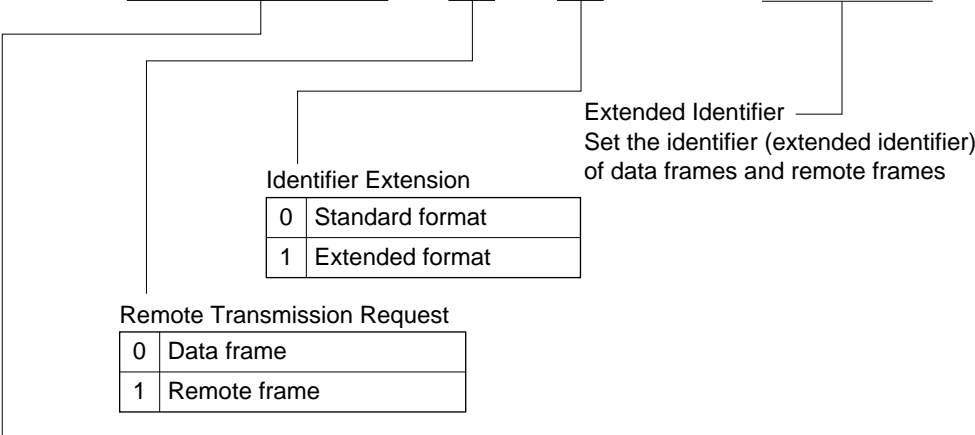 Extended Identifier
Set the identifier (extended identifier)
of data frames and remote frames
Identifier Extension
0 Standard format
1 Extended format
Remote Transmission Request
0 Data frame
1 Remote frame